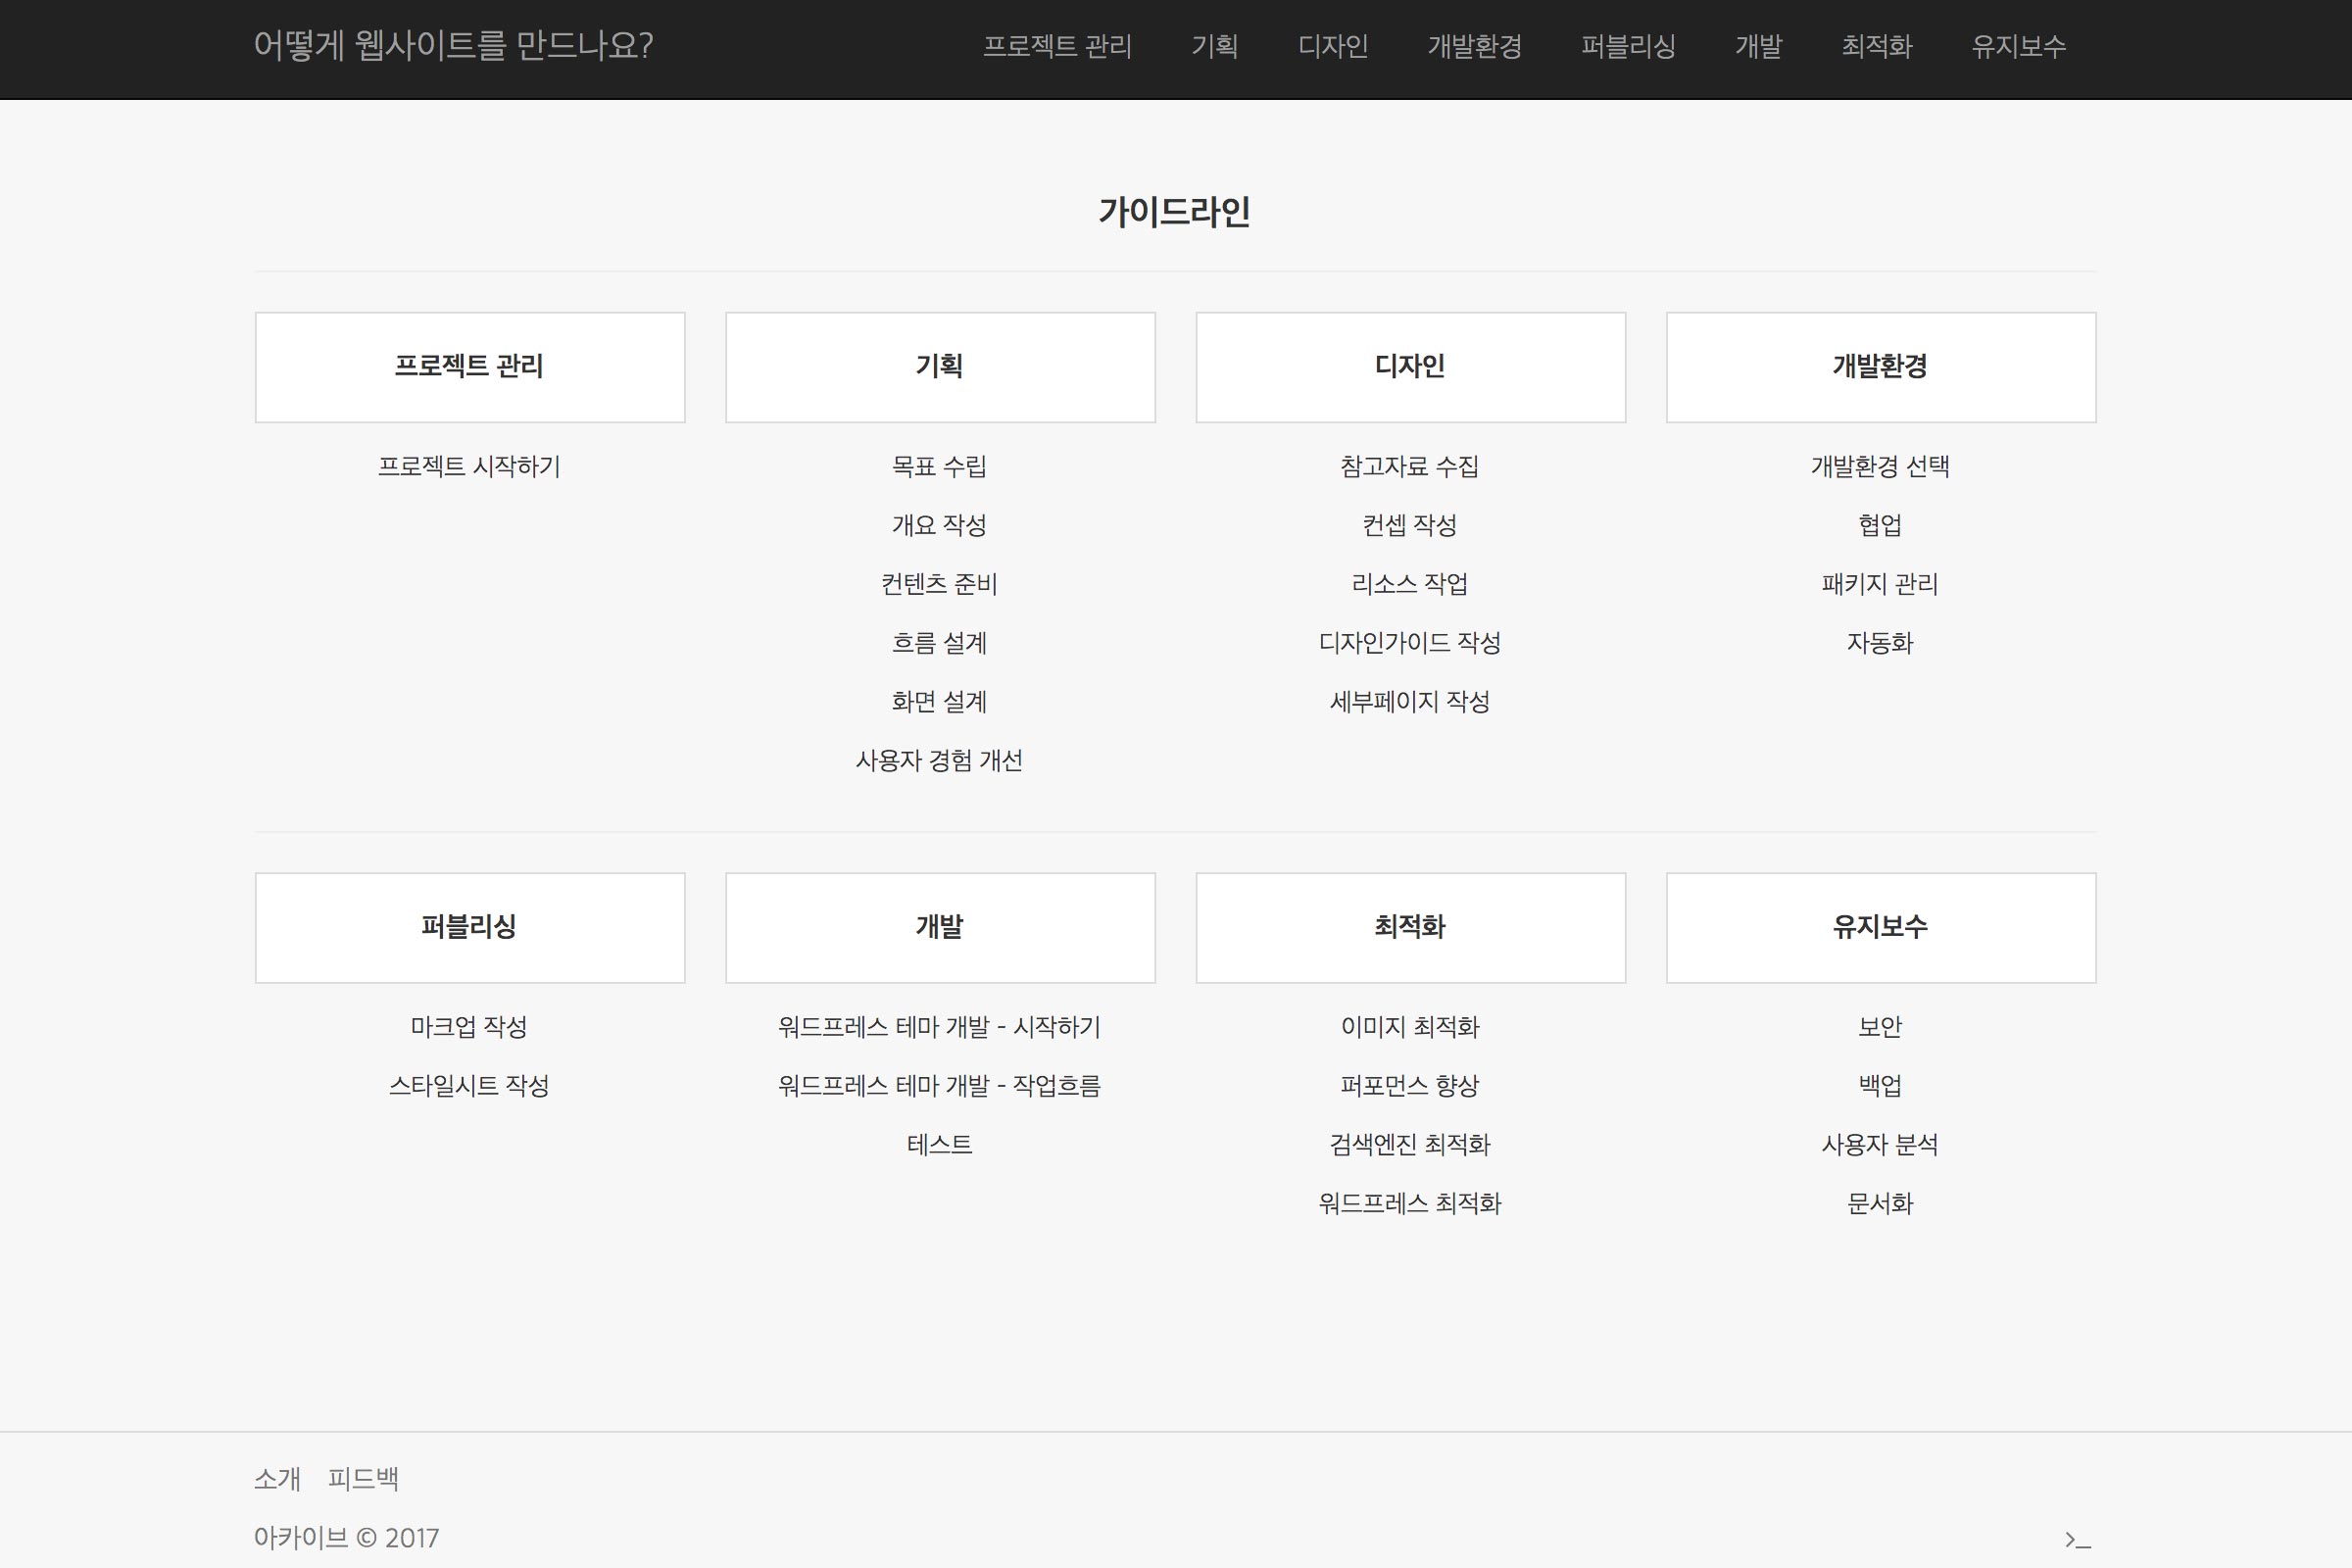 어떻게 웹사이트를 만드나요? 프로젝트 관리 기획 디자인 개발환경 퍼블리싱 개발 최적화 유지보수
가이드라인
프로젝트 관리
프로젝트 시작하기
기획
목표 수립
개요 작성
컨텐츠 준비
흐름 설계
화면 설계
사용자 경험 개선
디자인
참고자료 수집
컨셉 작성
리소스 작업
디자인가이드 작성
세부페이지 작성
개발환경
개발환경 선택
협업
패키지 관리
자동화
퍼블리싱
마크업 작성
스타일시트 작성
개발
워드프레스 테마 개발 - 시작하기
워드프레스 테마 개발 - 작업흐름
테스트
최적화
이미지 최적화
퍼포먼스 향상
검색엔진 최적화
워드프레스 최적화
유지보수
보안
백업
사용자 분석
문서화
소개 피드백
아카이브 © 2017 >_